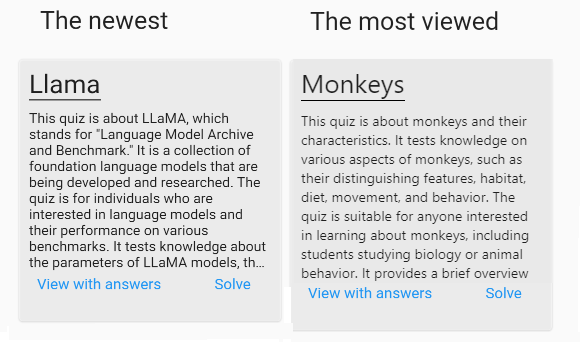 The newest
Llama
This quiz is about LLaMA, which
stands for "Language Model Archive
and Benchmark." It is a collection of
foundation language models that are
being developed and researched. The
quiz is for individuals who are
interested in language models and
their performance on various
benchmarks. It tests knowledge about
the parameters of LLaMA models, th...
View with answers Solve
The most viewed
Monkeys
This quiz is about monkeys and their
characteristics. It tests knowledge on
various aspects of monkeys, such as
their distinguishing features, habitat,
diet, movement, and behavior. The
quiz is suitable for anyone interested
in learning about monkeys, including
students studying biology or animal
behavior. It provides a brief overview
View with answers Solve